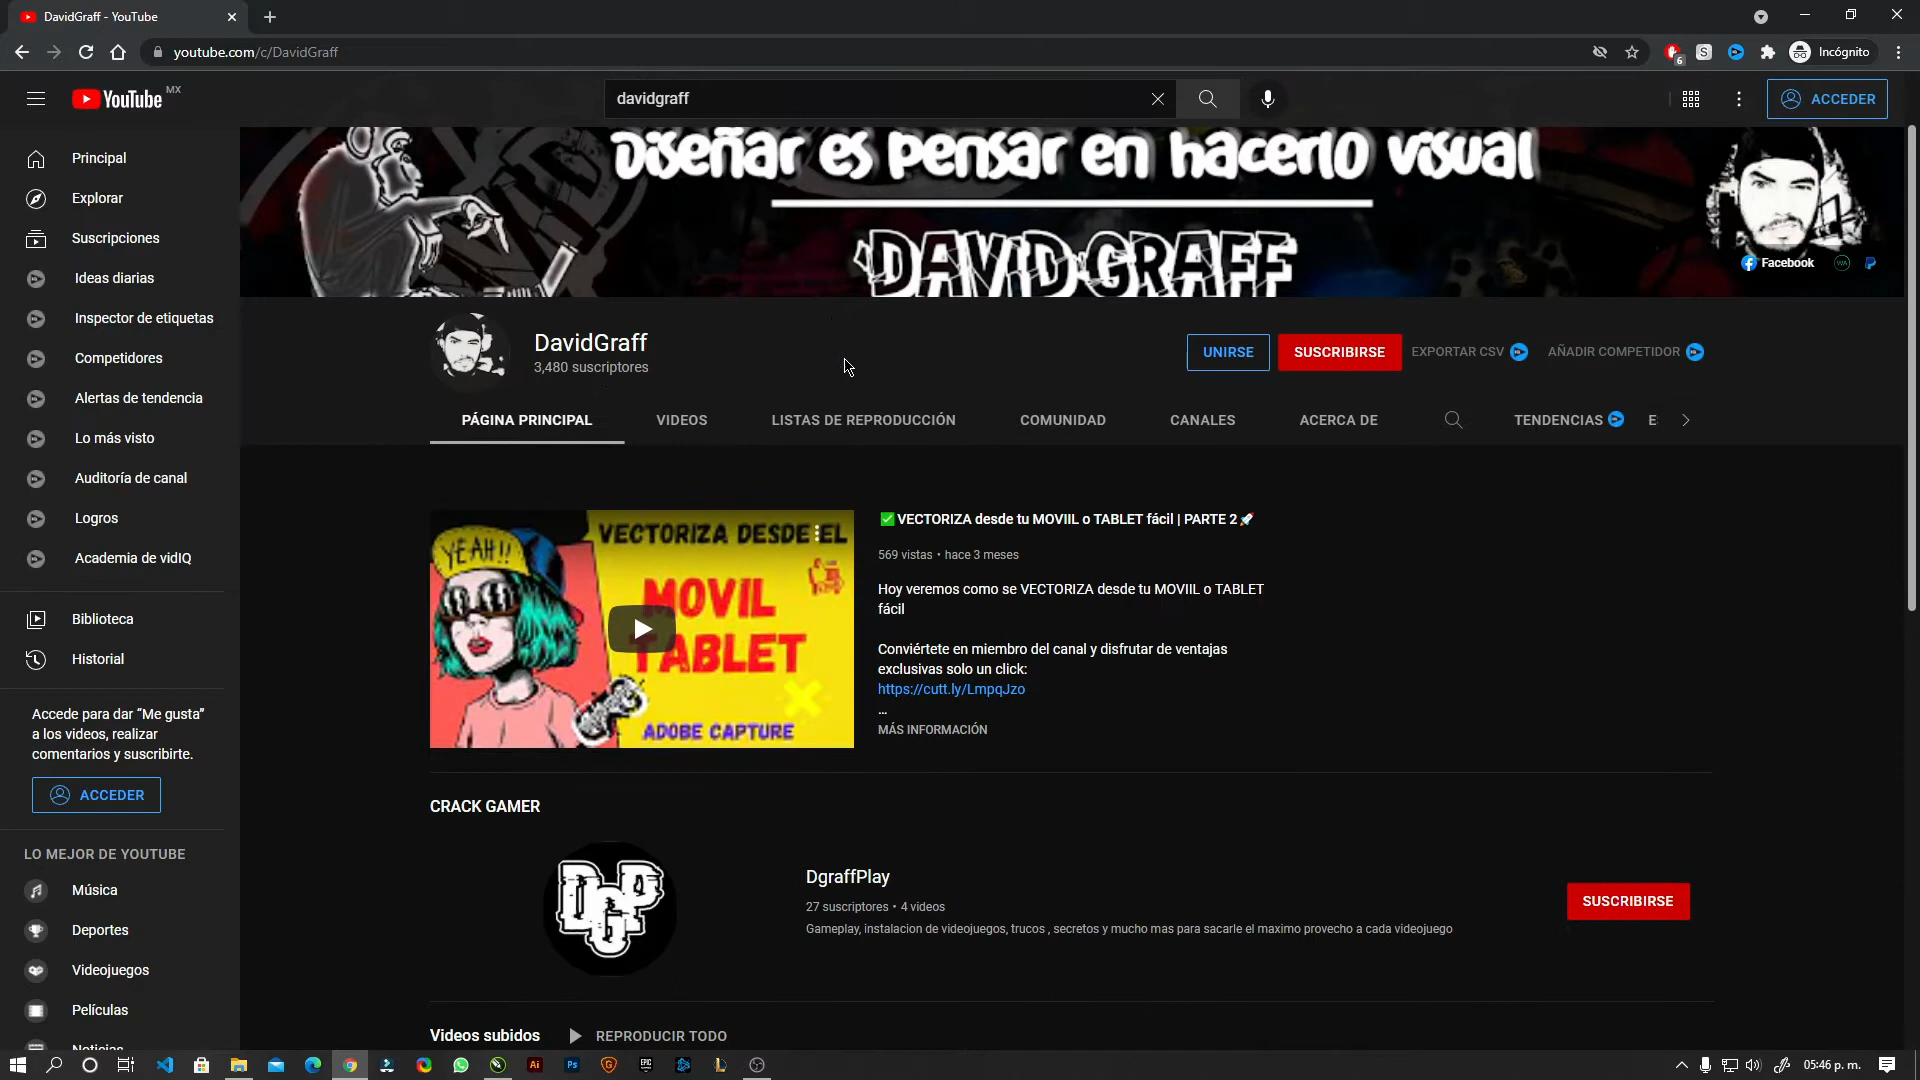 DavidGraff - YouTube
youtube.com/c/DavidGraff
6
S
Incógnito
YouTube MX
davidgraff
ACCEDER
Principal
Explorar
Suscripciones
Ideas diarias
Inspector de etiquetas
Competidores
Alertas de tendencia
Lo más visto
Auditoría de canal
Logros
Academia de vidIQ
Biblioteca
Historial
Accede para dar “Me gusta”
a los videos, realizar
comentarios y suscribirte.
ACCEDER
LO MEJOR DE YOUTUBE
Música
Deportes
Videojuegos
Películas
Noticias
Diseñar es pensar en hacerlo visual
DAVID GRAFF
Facebook
DavidGraff
3,480 suscriptores
UNIRSE
SUSCRIBIRSE
EXPORTAR CSV
AÑADIR COMPETIDOR
PÁGINA PRINCIPAL
VIDEOS
LISTAS DE REPRODUCCIÓN
COMUNIDAD
CANALES
ACERCA DE
TENDENCIAS
E
YEAH!!
VECTORIZA DESDE EL
MOVIL
TABLET
ADOBE CAPTURE
✅ VECTORIZA desde tu MOVIIL o TABLET fácil | PARTE 2 🚀
569 vistas • hace 3 meses
Hoy veremos como se VECTORIZA desde tu MOVIIL o TABLET
fácil
Conviértete en miembro del canal y disfrutar de ventajas
exclusivas solo un click:
https://cutt.ly/LmpqJzo
...
MÁS INFORMACIÓN
CRACK GAMER
DGP
DgraffPlay
27 suscriptores • 4 videos
Gameplay, instalacion de videojuegos, trucos , secretos y mucho mas para sacarle el maximo provecho a cada videojuego
SUSCRIBIRSE
Videos subidos
REPRODUCIR TODO
Ai
Ps
EPIC
05:46 p. m.